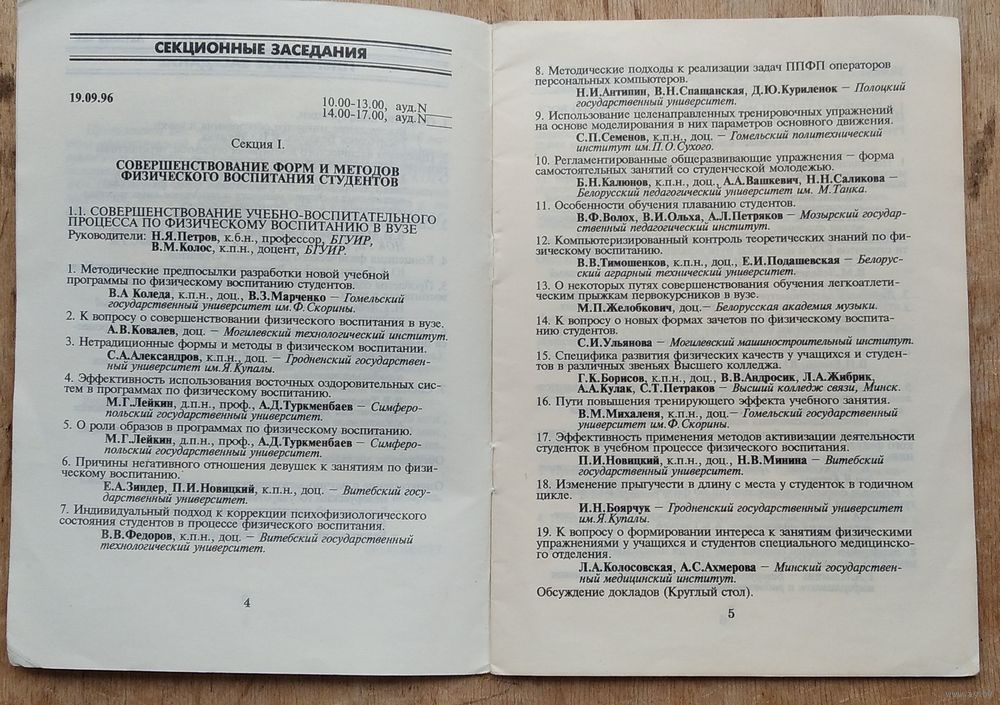 СЕКЦИОННЫЕ ЗАСЕДАНИЯ
19.09.96
10.00-13.00, ауд.N
14.00-17.00, ауд.N
Секция I.
СОВЕРШЕНСТВОВАНИЕ ФОРМ И МЕТОДОВ
ФИЗИЧЕСКОГО ВОСПИТАНИЯ СТУДЕНТОВ
1.1. СОВЕРШЕНСТВОВАНИЕ УЧЕБНО-ВОСПИТАТЕЛЬНОГО
ПРОЦЕССА ПО ФИЗИЧЕСКОМУ ВОСПИТАНИЮ В ВУЗЕ
Руководители: Н.Я.Петров, к.б.н., профессор, БГУИР,
В.М.Колос, к.п.н., доцент, БГУИР.
1. Методические предпосылки разработки новой учебной
программы по физическому воспитанию студентов.
В.А Коледа, к.п.н., доц., В.З.Марченко – Гомельский
государственный университет им.Ф.Скорины.
2. К вопросу о совершенствовании физического воспитания в вузе.
А.В.Ковалев, доц. – Могилевский технологический институт.
3. Нетрадиционные формы и методы в физическом воспитании.
С.А.Александров, к.п.н., доц. – Гродненский государствен-
ный университет им.Я.Купалы.
4. Эффективность использования восточных оздоровительных сис-
тем в программах по физическому воспитанию.
М.Г.Лейкин, д.п.н., проф., А.Д.Туркменбаев – Симферо-
польский государственный университет.
5. О роли образов в программах по физическому воспитанию.
М.Г.Лейкин, д.п.н., проф., А.Д.Туркменбаев – Симферо-
польский государственный университет.
6. Причины негативного отношения девушек к занятиям по физи-
ческому воспитанию.
Е.А.Зиндер, П.И.Новицкий, к.п.н., доц. – Витебский госу-
дарственный университет.
7. Индивидуальный подход к коррекции психофизиологического
состояния студентов в процессе физического воспитания.
В.В.Федоров, к.п.н., доц. – Витебский государственный
технологический университет.
4
8. Методические подходы к реализации задач ППФП операторов
персональных компьютеров.
Н.И.Антипин, В.Н.Спащанская, Д.Ю.Куриленок – Полоцкий
государственный университет.
9. Использование целенаправленных тренировочных упражнений
на основе моделирования в них параметров основного движения.
С.П.Семенов, к.п.н., доц. – Гомельский политехнический
институт им.П.О.Сухого.
10. Регламентированные общеразвивающие упражнения – форма
самостоятельных занятий со студенческой молодежью.
Б.Н.Калюнов, к.п.н., доц., А.А.Вашкевич, Н.Н.Саликова –
Белорусский педагогический университет им. М.Танка.
11. Особенности обучения плаванию студентов.
В.Ф.Волох, В.И.Ольха, А.Л.Петряков – Мозырский государ-
ственный педагогический институт.
12. Компьютеризированный контроль теоретических знаний по фи-
зическому воспитанию.
В.В.Тимошенков, к.п.н., доц., Е.И.Подашевская – Белорус-
ский аграрный технический университет.
13. О некоторых путях совершенствования обучения легкоатлети-
ческим прыжкам первокурсников в вузе.
М.П.Желобкович, доц.– Белорусская академия музыки.
14. К вопросу о новых формах зачетов по физическому воспита-
нию студентов.
С.И.Ульянова – Могилевский машиностроительный институт.
15. Специфика развития физических качеств у учащихся и студен-
тов в различных звеньях Высшего колледжа.
Г.К.Борисов, к.п.н., доц., В.В.Андросик, Л.А.Жибрик,
А.А.Кулак, С.Т.Петраков – Высший колледж связи, Минск.
16. Пути повышения тренирующего эффекта учебного занятия.
В.М.Михаленя, к.п.н., доц.– Гомельский государственный
университет им.Ф.Скорины.
17. Эффективность применения методов активизации деятельности
студенток в учебном процессе физического воспитания.
П.И.Новицкий, к.п.н., доц., Н.В.Минина – Витебский
государственный университет.
18. Изменение прыгучести в длину с места у студенток в годичном
цикле.
И.Н.Боярчук – Гродненский государственный университет
им.Я.Купалы.
19. К вопросу о формировании интереса к занятиям физическими
упражнениями у учащихся и студентов специального медицинско-
го отделения.
Л.А.Колосовская, А.С.Ахмерова – Минский государствен-
ный медицинский институт.
Обсуждение докладов (Круглый стол).
5